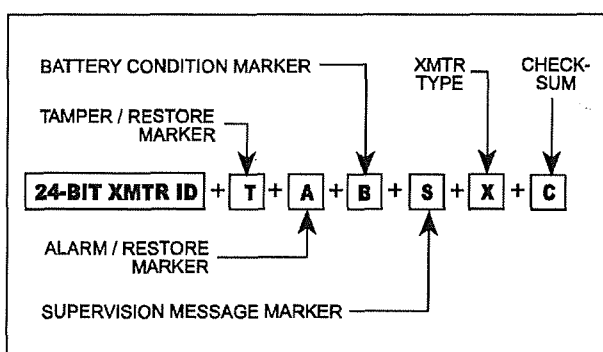 BATTERY CONDITION MARKER
XMTR
TYPE
CHECK-
SUM
TAMPER / RESTORE
MARKER
24-BIT XMTR ID + T + A + B + S + X + C
ALARM / RESTORE
MARKER
SUPERVISION MESSAGE MARKER